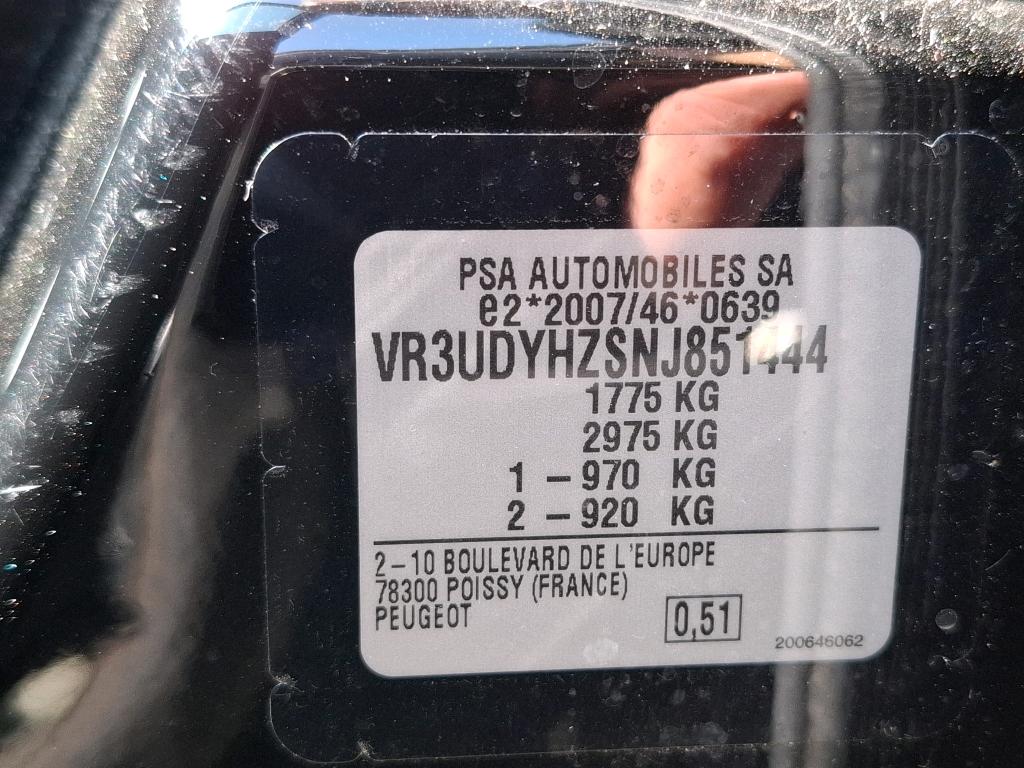 PSA AUTOMOBILES SA
e2*2007/46*0639
VR3UDYHZSNJ851444
1775 KG
2975 KG
1 – 970 KG
2 – 920 KG
2 – 10 BOULEVARD DE L'EUROPE
78300 POISSY (FRANCE)
PEUGEOT
0,51
200646062